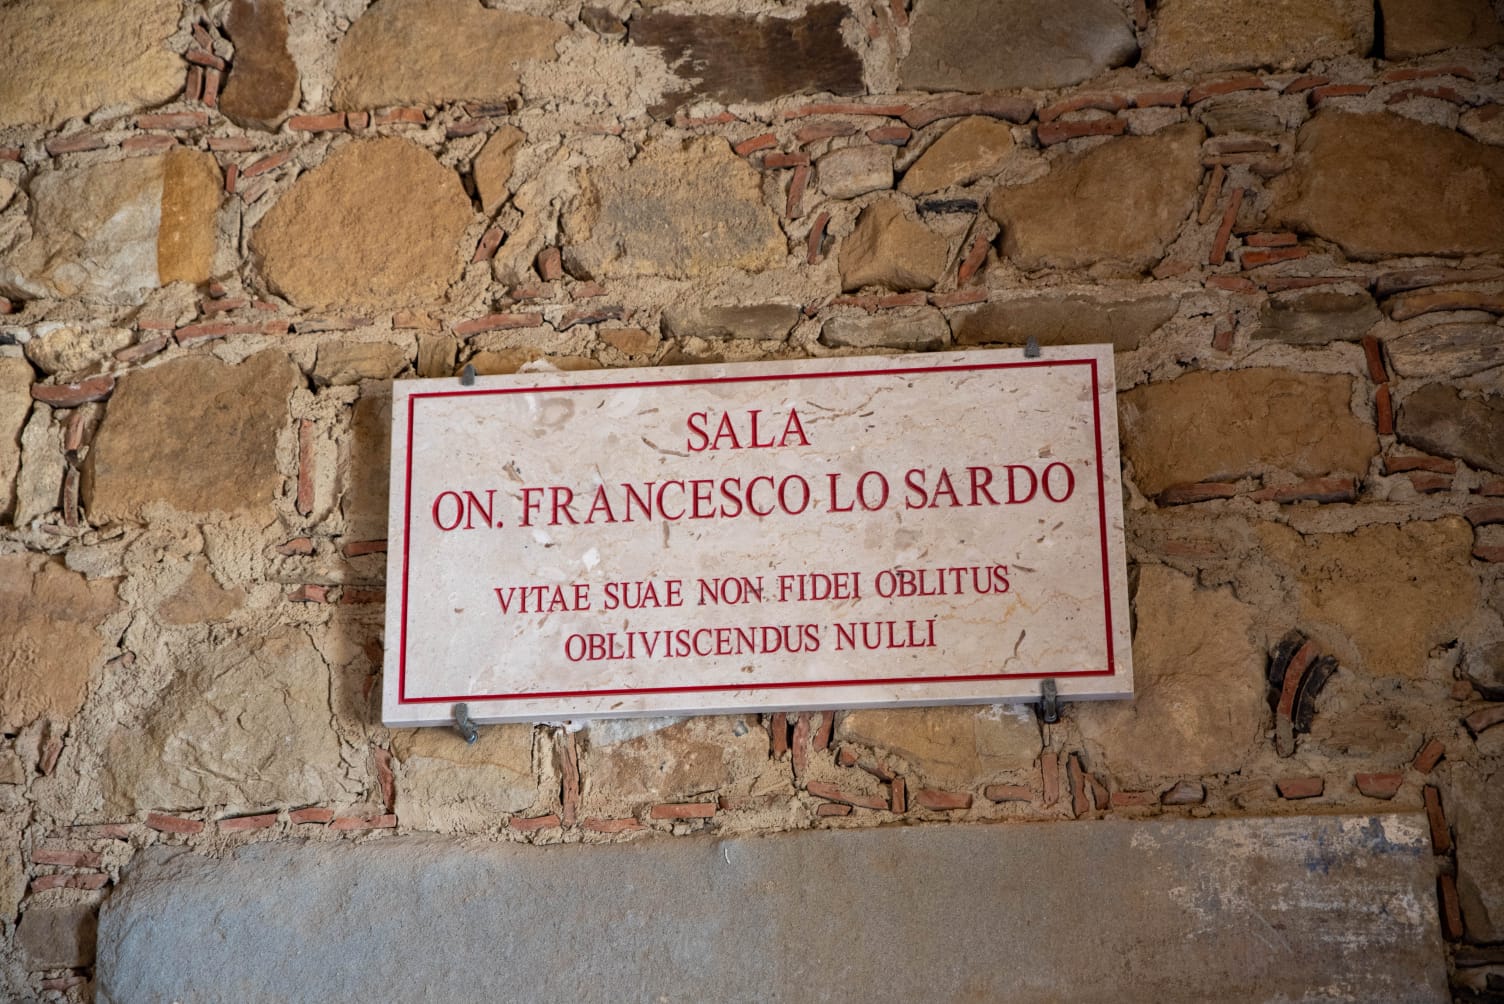 SALA
ON. FRANCESCO LO SARDO
VITAE SUAE NON FIDEI OBLITUS
OBLIVISCENDUS NULLI